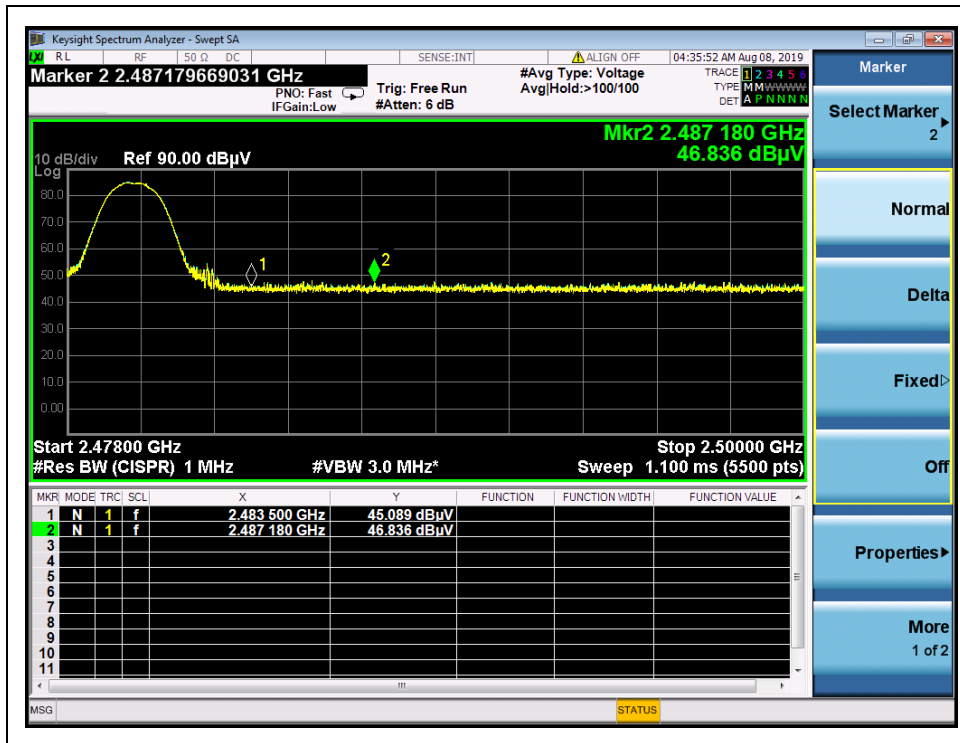 Keysight Spectrum Analyzer - Swept SA
LXI RL RF 50 Ω DC SENSE:INT ALIGN OFF 04:35:52 AM Aug 08, 2019
Marker 2 2.487179669031 GHz #Avg Type: Voltage TRACE 1 2 3 4 5 6
PNO: Fast Trig: Free Run Avg|Hold:>100/100 TYPE M M W W W W
IFGain:Low #Atten: 6 dB DET A P N N N N
Mkr2 2.487 180 GHz
10 dB/div Ref 90.00 dBµV 46.836 dBµV
Log
80.0
70.0
60.0
50.0
40.0
30.0
20.0
10.0
0.00
1
2
Start 2.47800 GHz Stop 2.50000 GHz
#Res BW (CISPR) 1 MHz #VBW 3.0 MHz* Sweep 1.100 ms (5500 pts)
MKR MODE TRC SCL X Y FUNCTION FUNCTION WIDTH FUNCTION VALUE
1 N 1 f 2.483 500 GHz 45.089 dBµV
2 N 1 f 2.487 180 GHz 46.836 dBµV
3
4
5
6
7
8
9
10
11
MSG STATUS
Marker
Select Marker
2
Normal
Delta
Fixed
Off
Properties
More
1 of 2